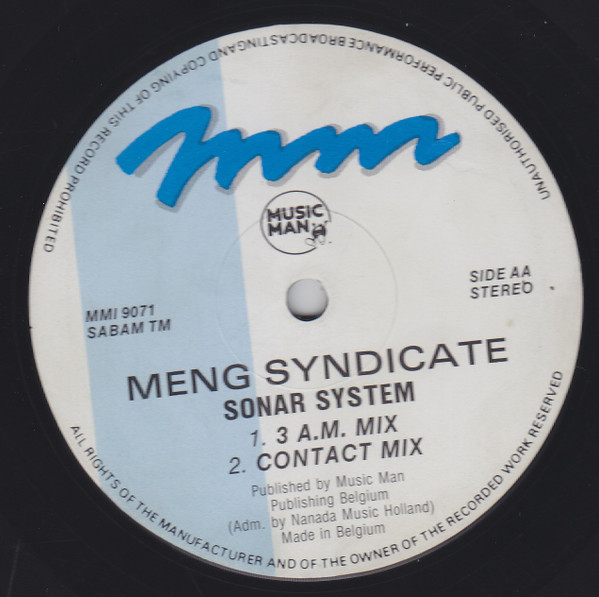 UNAUTHORISED PUBLIC PERFORMANCE BROADCASTING AND COPYING OF THIS RECORD PROHIBITED
mm
MUSIC
MAN
MMI 9071
SABAM TM
SIDE AA
STEREO
MENG SYNDICATE
SONAR SYSTEM
1. 3 A.M. MIX
2. CONTACT MIX
Published by Music Man
Publishing Belgium
(Adm. by Nanada Music Holland)
Made in Belgium
ALL RIGHTS OF THE MANUFACTURER AND OF THE OWNER OF THE RECORDED WORK RESERVED